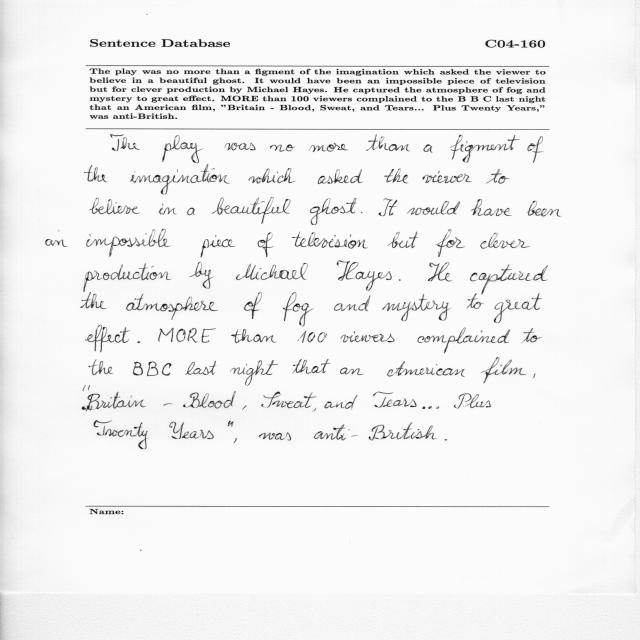 Sentence Database C04-160
The play was no more than a figment of the imagination which asked the viewer to
believe in a beautiful ghost. It would have been an impossible piece of television
but for clever production by Michael Hayes. He captured the atmosphere of fog and
mystery to great effect. MORE than 100 viewers complained to the B B C last night
that an American film, "Britain - Blood, Sweat, and Tears... Plus Twenty Years,"
was anti-British.
The play was no more than a figment of
the imagination which asked the viewer to
believe in a beautiful ghost. It would have been
an impossible piece of television but for clever
production by Michael Hayes. He captured
the atmosphere of fog and mystery to great
effect. MORE than 100 viewers complained to
the BBC last night that an American film,
"Britain - Blood, Sweat, and Tears... Plus
Twenty Years", was anti-British.
Name: